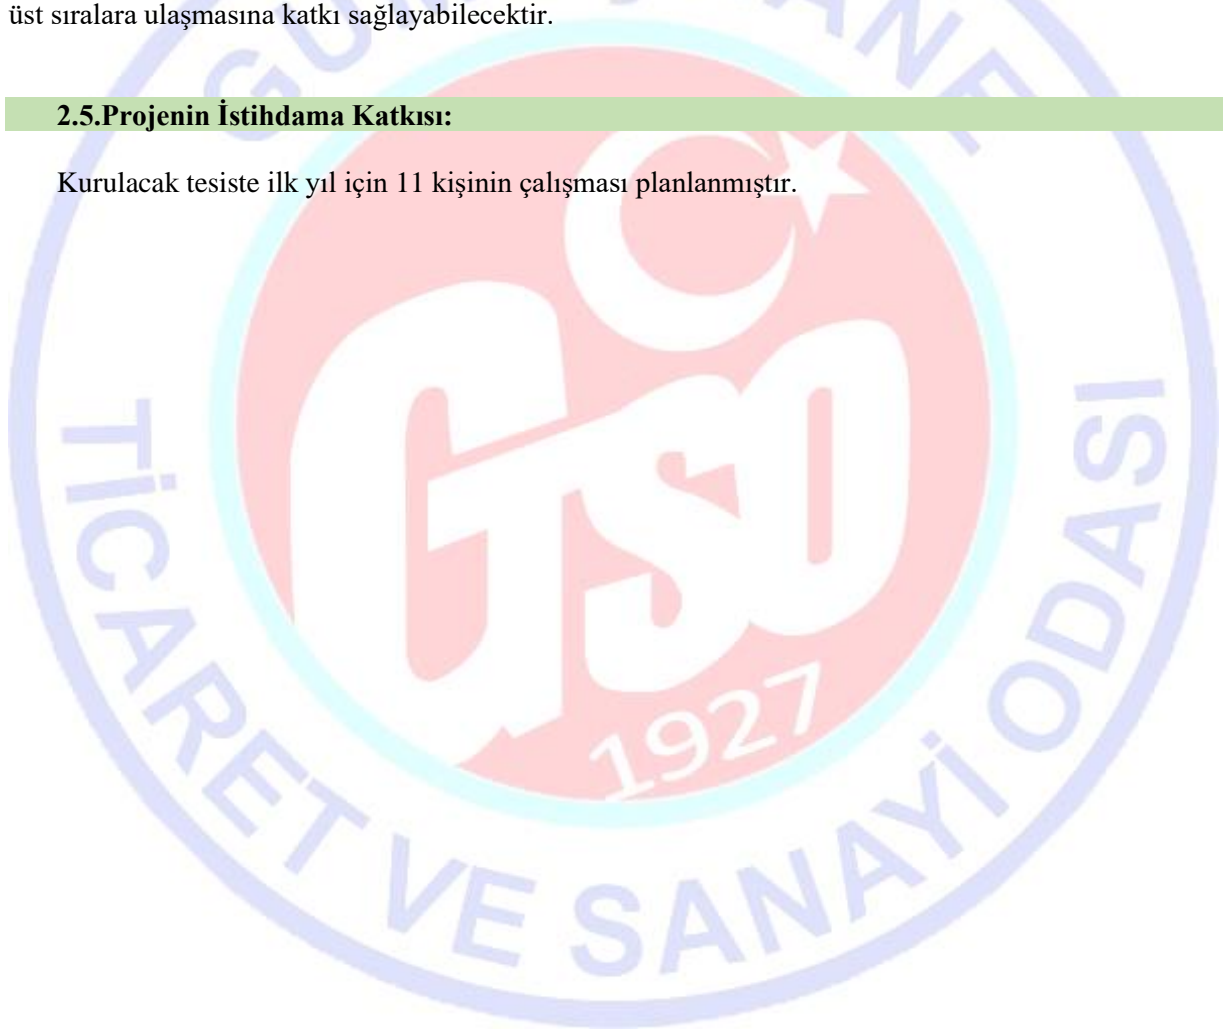 üst sıralara ulaşmasına katkı sağlayabilecektir.
2.5.Projenin İstihdama Katkısı:
Kurulacak tesiste ilk yıl için 11 kişinin çalışması planlanmıştır.
GTSO
1927
TİCARET VE SANAYİ ODASI